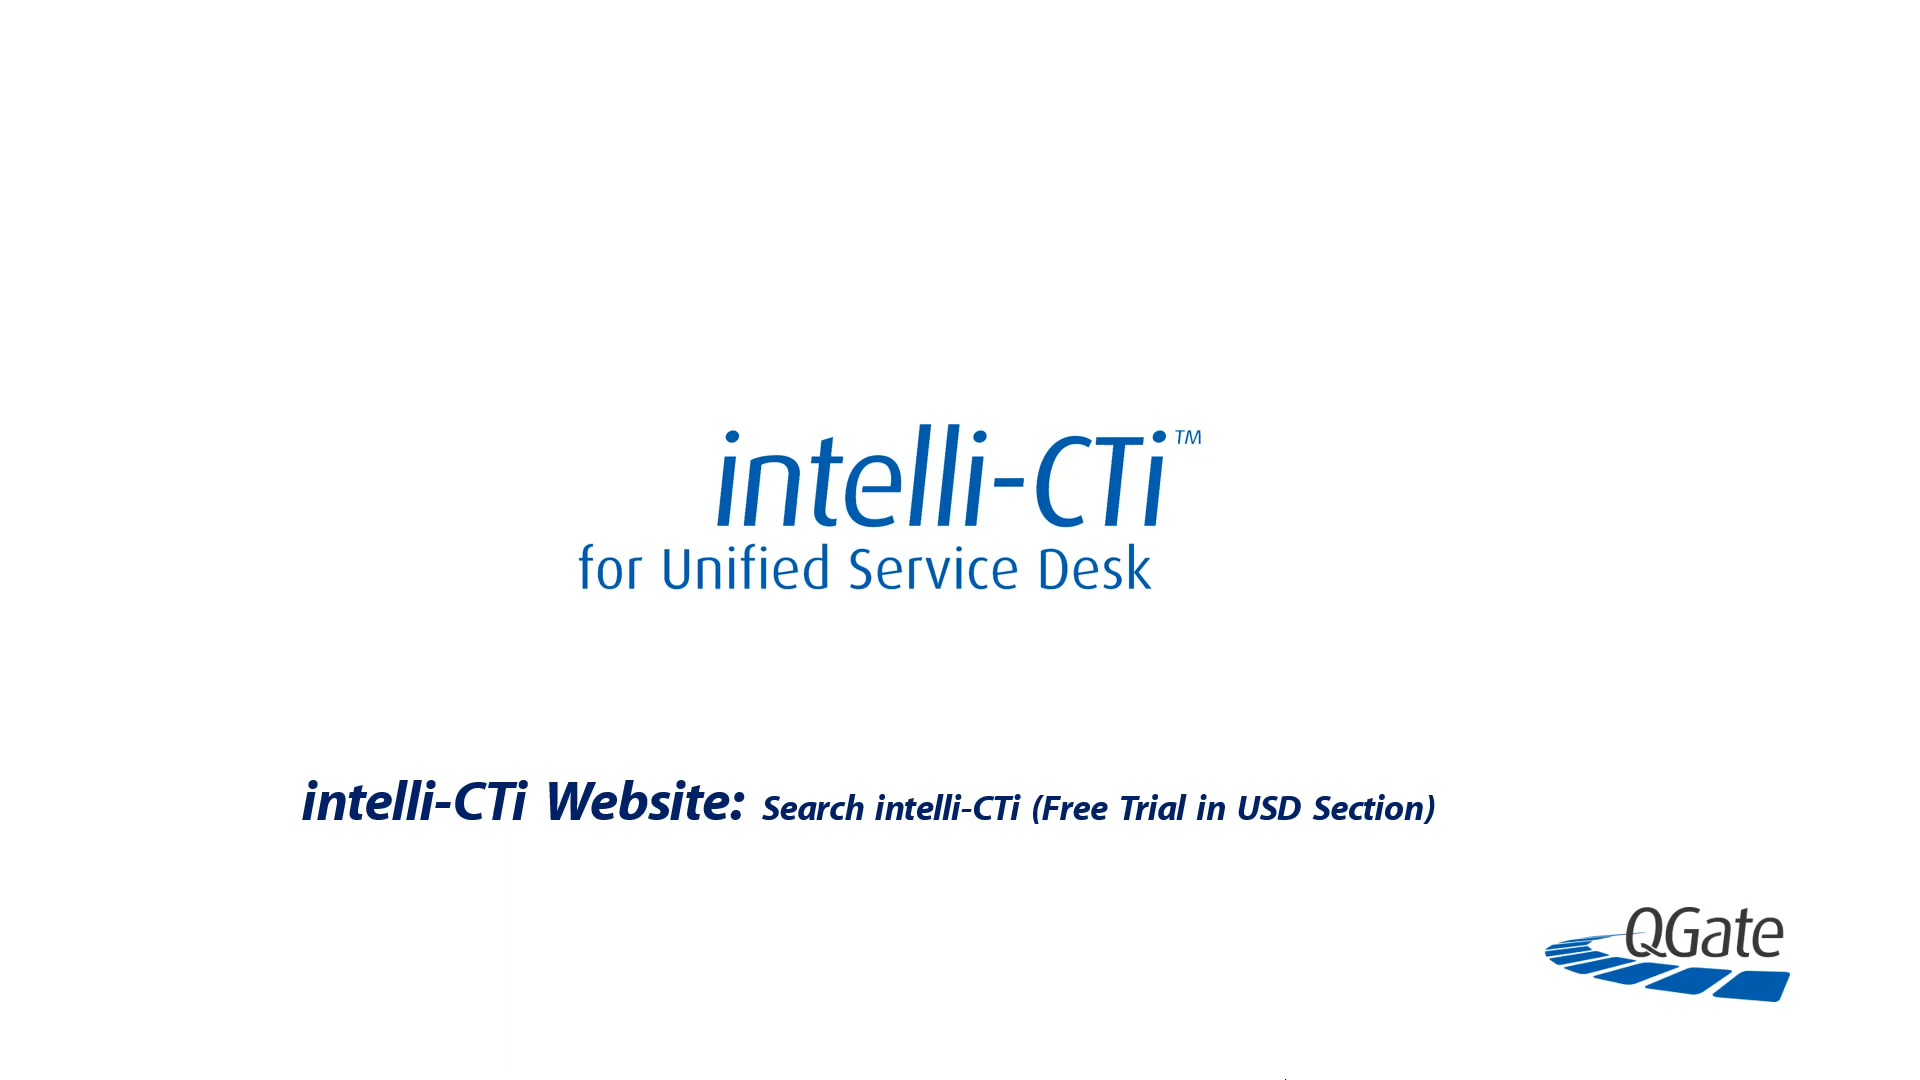 intelli-CTi™
for Unified Service Desk
intelli-CTi Website: Search intelli-CTi (Free Trial in USD Section)
QGate